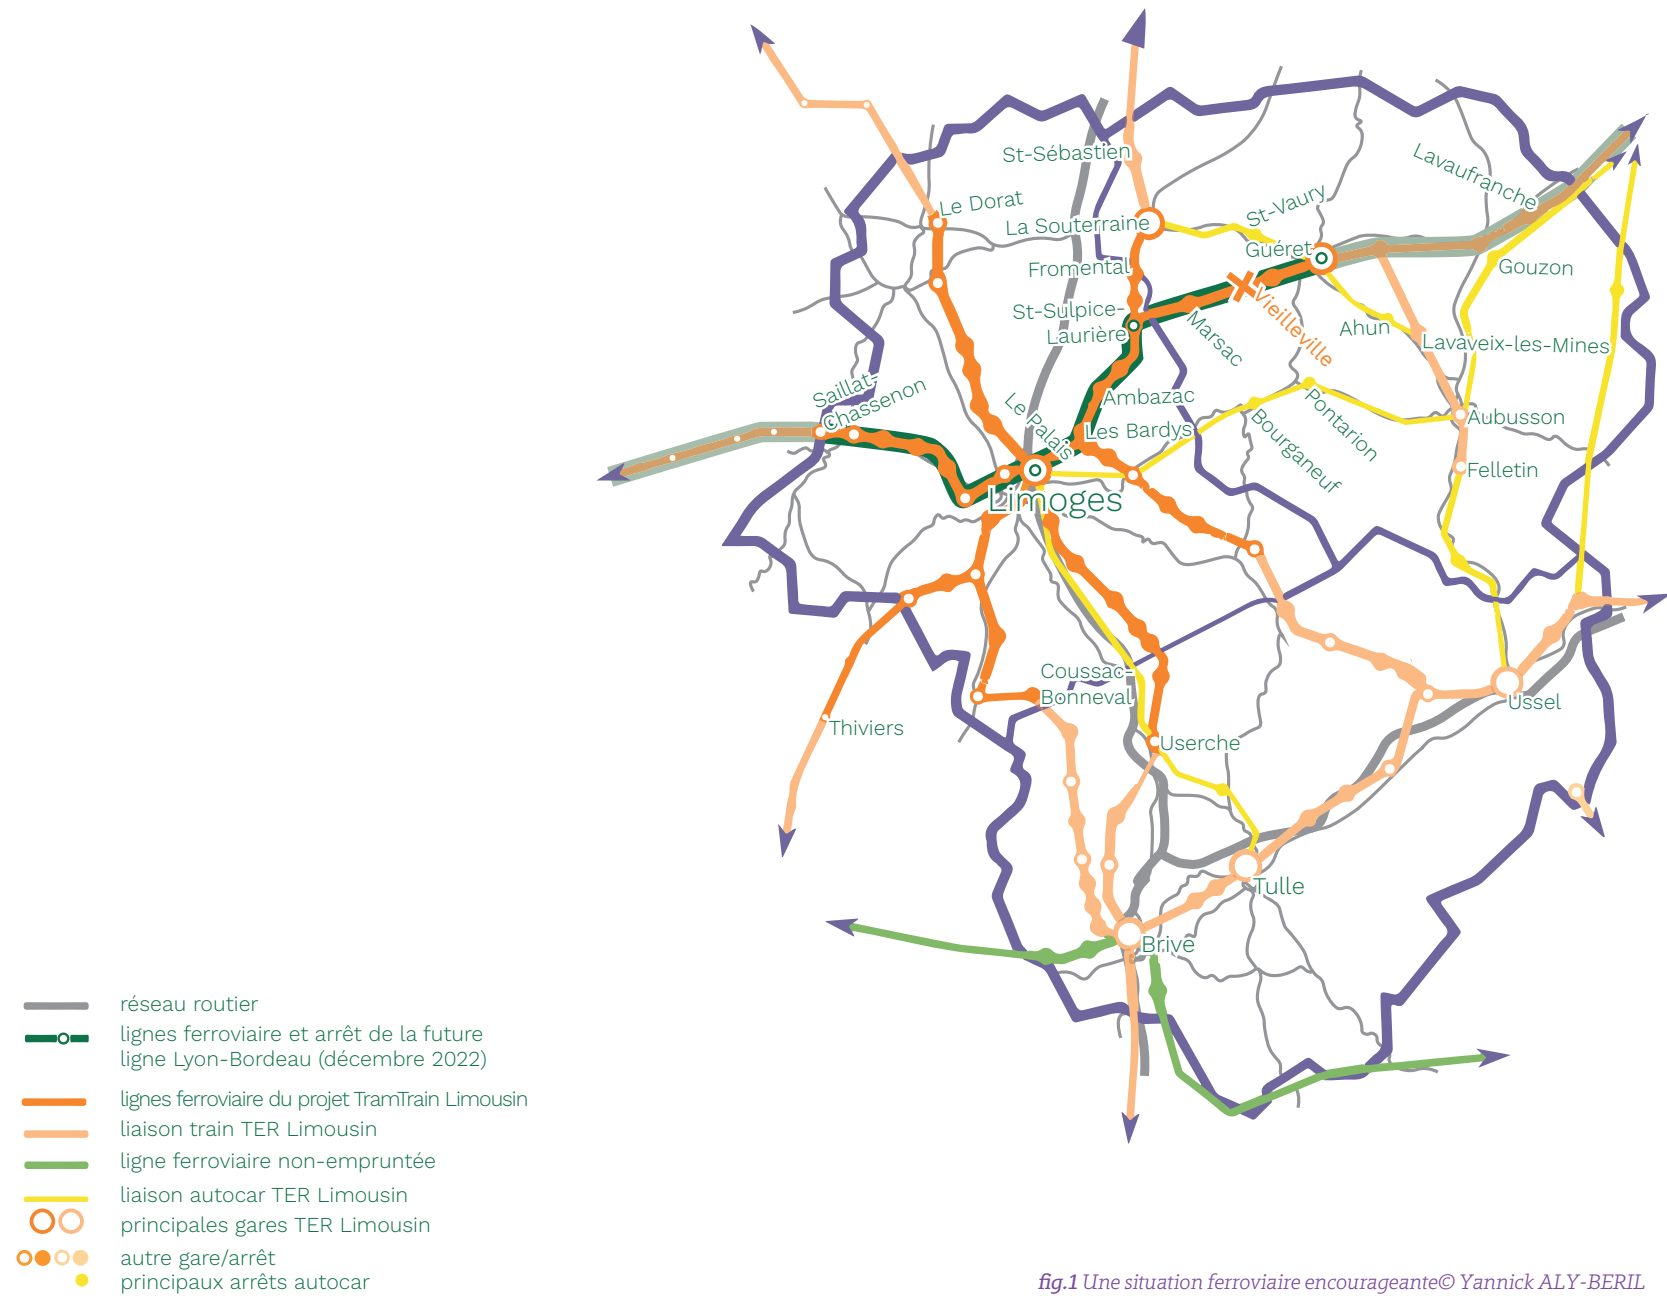 St-Sébastien
Lavaufranche
Le Dorat
St-Vaury
La Souterraine
Guéret
Fromental
Gouzon
St-Sulpice-
Laurière
Marsac
Vieilleville
Ahun
Lavaveix-les-Mines
Saillat-
Chassenon
Ambazac
Le Palais
Les Bardys
Pontarion
Bourganeuf
Aubusson
Felletin
Limoges
Coussac-
Bonneval
Ussel
Thiviers
Userche
Tulle
Brive
réseau routier
lignes ferroviaire et arrêt de la future
ligne Lyon-Bordeau (décembre 2022)
lignes ferroviaire du projet TramTrain Limousin
liaison train TER Limousin
ligne ferroviaire non-empruntée
liaison autocar TER Limousin
principales gares TER Limousin
autre gare/arrêt
principaux arrêts autocar
fig.1 Une situation ferroviaire encourageante© Yannick ALY-BERIL